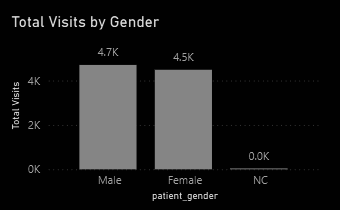 Total Visits by Gender
4.7K
4.5K
4K
Total Visits
2K
0.0K
0K
Male
Female
NC
patient_gender